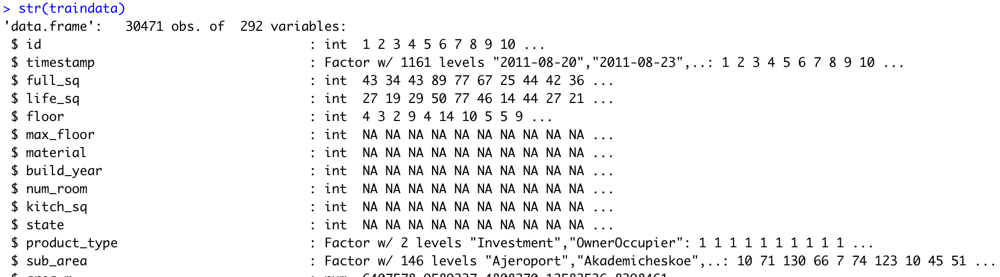 > str(traindata)
'data.frame':   30471 obs. of  292 variables:
 $ id                                    : int  1 2 3 4 5 6 7 8 9 10 ...
 $ timestamp                             : Factor w/ 1161 levels "2011-08-20","2011-08-23",..: 1 2 3 4 5 6 7 8 9 10 ...
 $ full_sq                               : int  43 34 43 89 77 67 25 44 42 36 ...
 $ life_sq                               : int  27 19 29 50 77 46 14 44 27 21 ...
 $ floor                                 : int  4 3 2 9 4 14 10 5 5 9 ...
 $ max_floor                             : int  NA NA NA NA NA NA NA NA NA NA ...
 $ material                              : int  NA NA NA NA NA NA NA NA NA NA ...
 $ build_year                            : int  NA NA NA NA NA NA NA NA NA NA ...
 $ num_room                              : int  NA NA NA NA NA NA NA NA NA NA ...
 $ kitch_sq                              : int  NA NA NA NA NA NA NA NA NA NA ...
 $ state                                 : int  NA NA NA NA NA NA NA NA NA NA ...
 $ product_type                          : Factor w/ 2 levels "Investment","OwnerOccupier": 1 1 1 1 1 1 1 1 1 1 ...
 $ sub_area                              : Factor w/ 146 levels "Ajeroport","Akademicheskoe",..: 10 71 130 66 7 74 123 10 45 51 ...